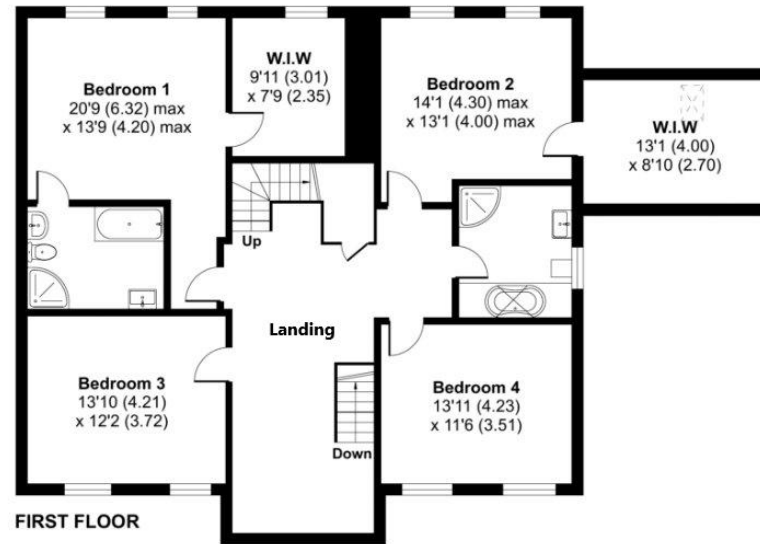 Bedroom 1
20'9 (6.32) max
x 13'9 (4.20) max
W.I.W
9'11 (3.01)
x 7'9 (2.35)
Bedroom 2
14'1 (4.30) max
x 13'1 (4.00) max
W.I.W
13'1 (4.00)
x 8'10 (2.70)
Up
Landing
Bedroom 3
13'10 (4.21)
x 12'2 (3.72)
Down
Bedroom 4
13'11 (4.23)
x 11'6 (3.51)
FIRST FLOOR